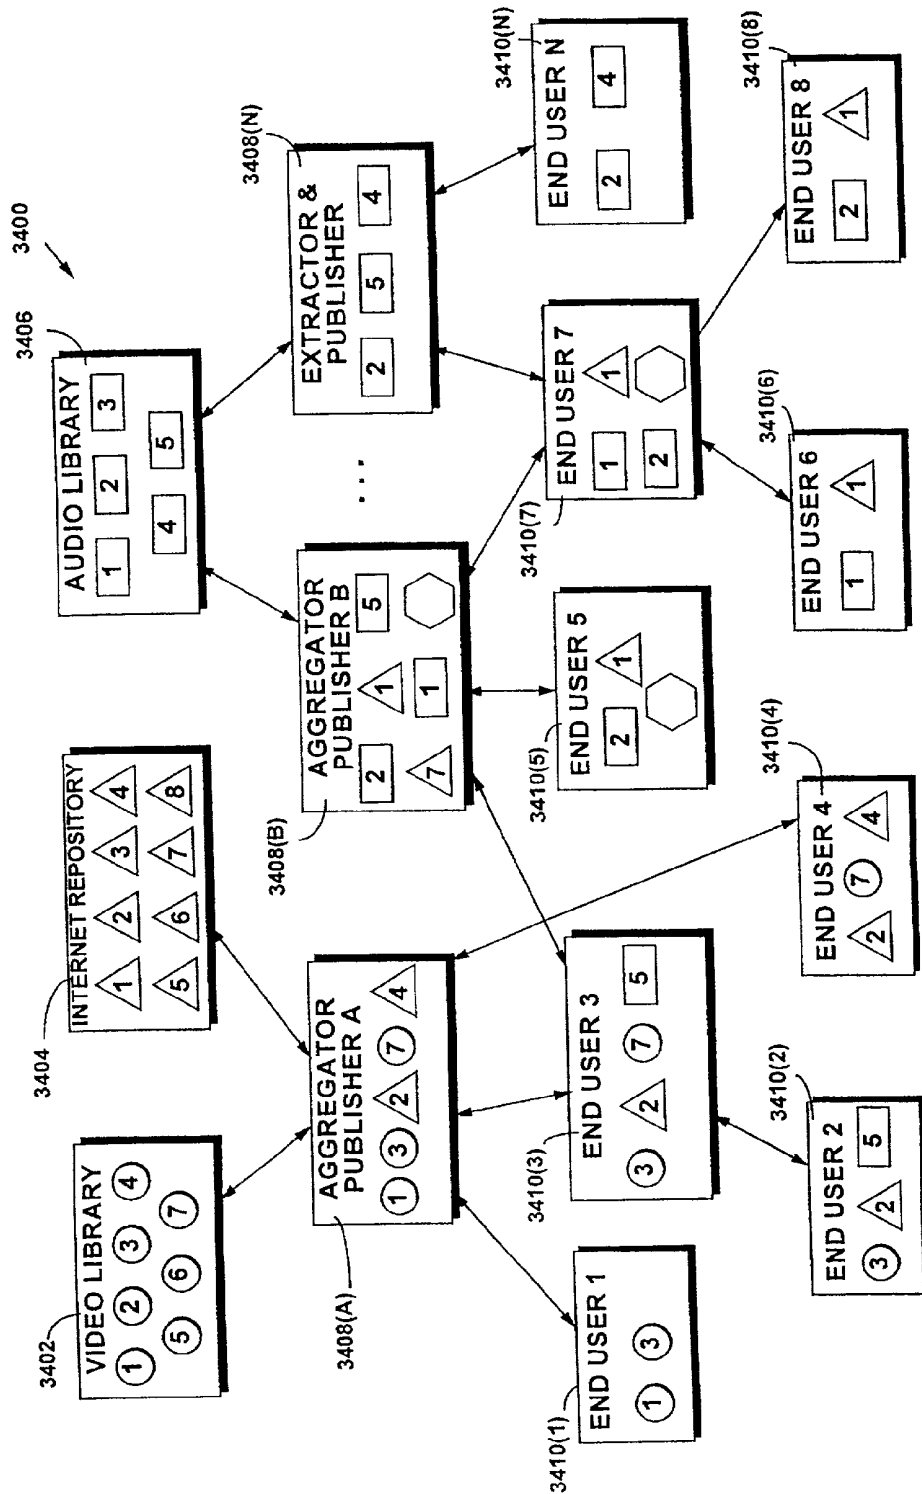 3400
3402
VIDEO LIBRARY
1 2 3 4
5 6 7
3404
INTERNET REPOSITORY
1 2 3 4
5 6 7 8
3406
AUDIO LIBRARY
1 2 3
4 5
3408(A)
AGGREGATOR
PUBLISHER A
1 3 2 7 4
3408(B)
AGGREGATOR
PUBLISHER B
2 1 5
7 1
...
3408(N)
EXTRACTOR &
PUBLISHER
2 5 4
3410(1)
END USER 1
1 3
3410(3)
END USER 3
3 2 7 5
3410(5)
END USER 5
2 1
3410(7)
END USER 7
1 1
2
3410(N)
END USER N
2 4
3410(2)
END USER 2
3 2 5
3410(4)
END USER 4
2 7 4
3410(6)
END USER 6
1 1
3410(8)
END USER 8
2 1